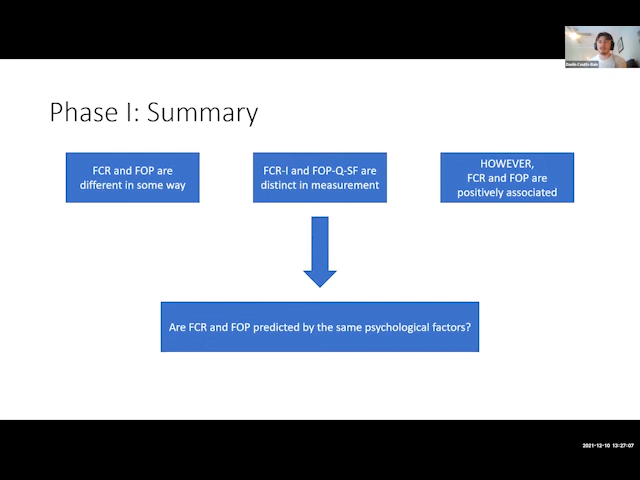 Phase I: Summary
FCR and FOP are
different in some way
FCR-I and FOP-Q-SF are
distinct in measurement
HOWEVER,
FCR and FOP are
positively associated
Are FCR and FOP predicted by the same psychological factors?
2021-12-10 13:27:07